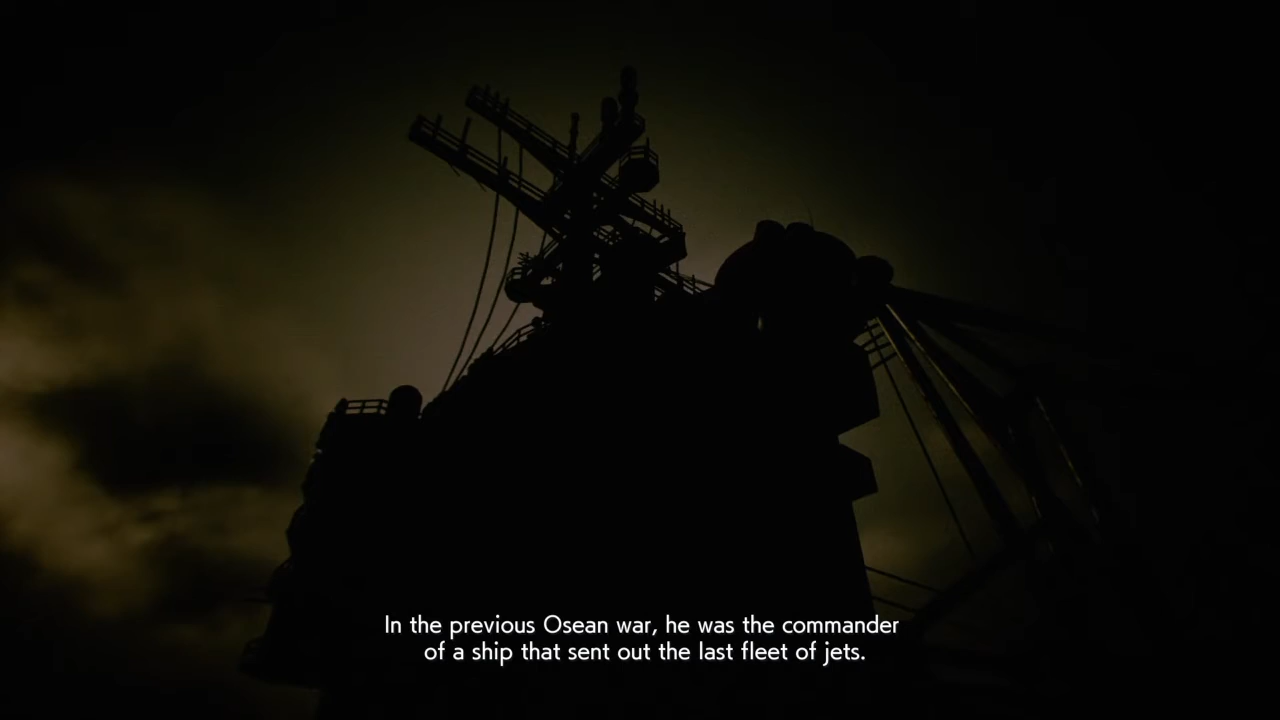 In the previous Osean war, he was the commander
of a ship that sent out the last fleet of jets.